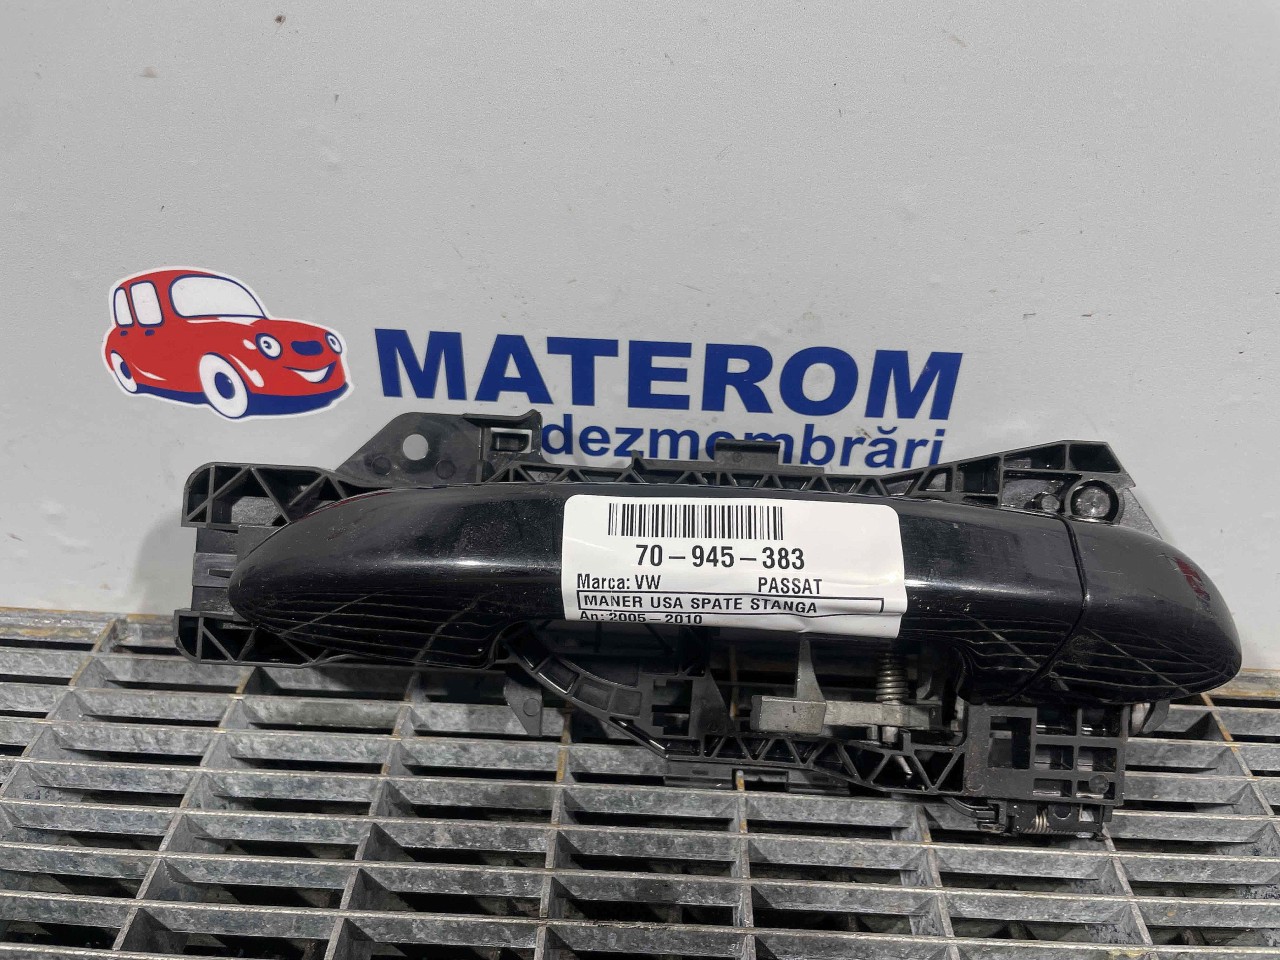 MATEROM
dezmembrări
70-945-383
Marca: VW PASSAT
MANER USA SPATE STANGA
An: 2005-2010